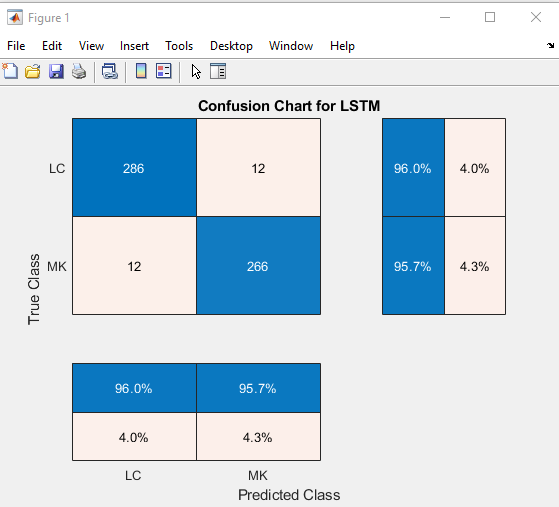 Figure 1
File Edit View Insert Tools Desktop Window Help
Confusion Chart for LSTM
LC 286 12 96.0% 4.0%
MK 12 266 95.7% 4.3%
True Class
96.0% 95.7%
4.0% 4.3%
LC MK
Predicted Class